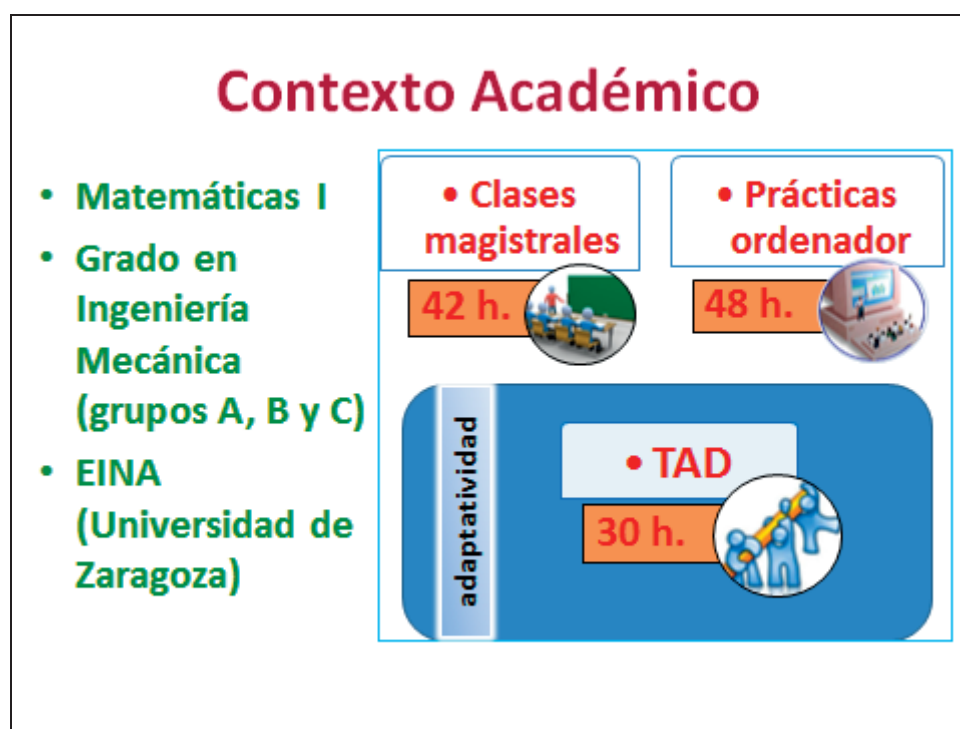 Contexto Académico
• Matemáticas I
• Grado en
Ingeniería
Mecánica
(grupos A, B y C)
• EINA
(Universidad de
Zaragoza)
• Clases
magistrales
42 h.
• Prácticas
ordenador
48 h.
adaptatividad
• TAD
30 h.